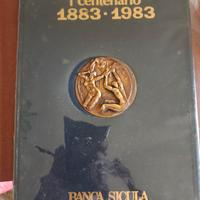 I centenario
1883·1983
BANCA SICULA